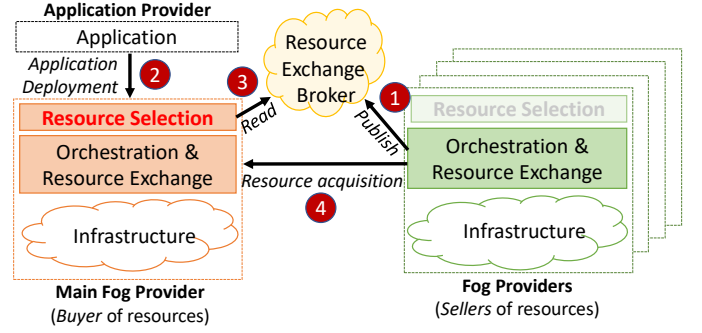 Application Provider
Application
Application
Deployment
2
3
Read
Resource
Exchange
Broker
1
Publish
Resource Selection
Orchestration &
Resource Exchange
Infrastructure
Main Fog Provider
(Buyer of resources)
Resource acquisition
4
Resource Selection
Orchestration &
Resource Exchange
Infrastructure
Fog Providers
(Sellers of resources)